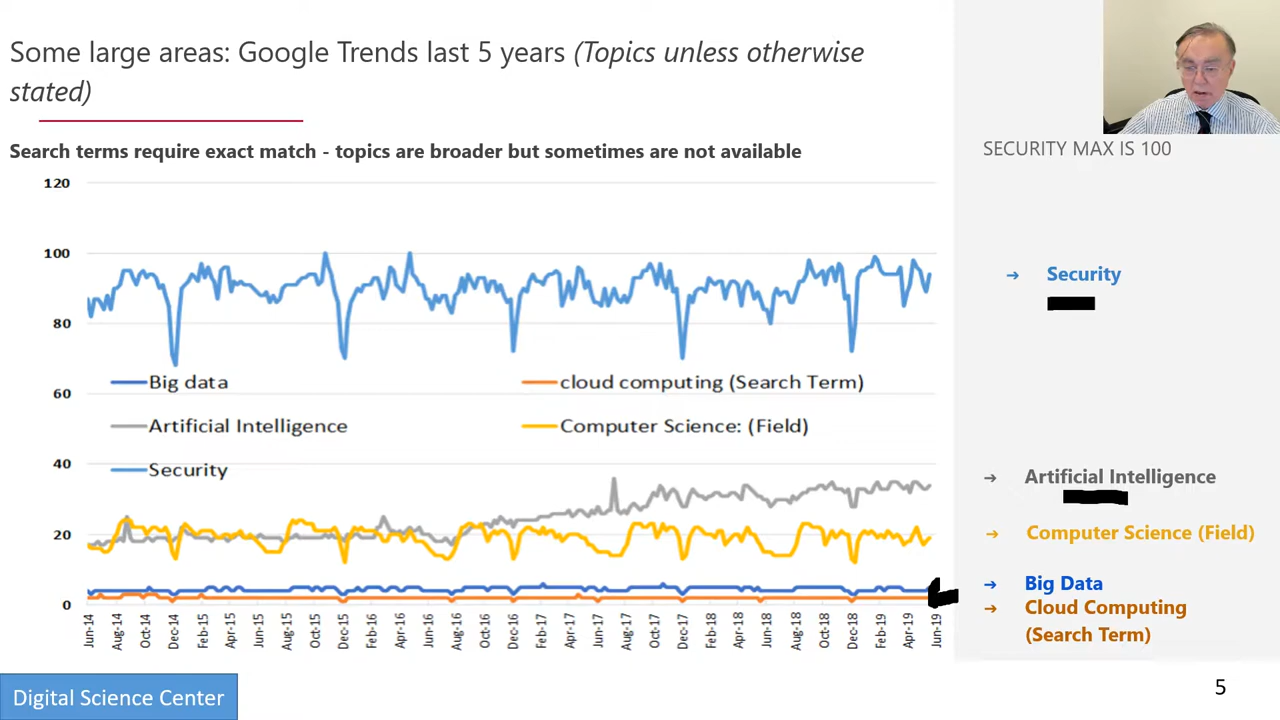 Some large areas: Google Trends last 5 years (Topics unless otherwise
stated)
Search terms require exact match - topics are broader but sometimes are not available
SECURITY MAX IS 100
120
100
80
60
40
20
0
Big data
cloud computing (Search Term)
Artificial Intelligence
Computer Science: (Field)
Security
Jun-14
Aug-14
Oct-14
Dec-14
Feb-15
Apr-15
Jun-15
Aug-15
Oct-15
Dec-15
Feb-16
Apr-16
Jun-16
Aug-16
Oct-16
Dec-16
Feb-17
Apr-17
Jun-17
Aug-17
Oct-17
Dec-17
Feb-18
Apr-18
Jun-18
Aug-18
Oct-18
Dec-18
Feb-19
Apr-19
Jun-19
Security
Artificial Intelligence
Computer Science (Field)
Big Data
Cloud Computing
(Search Term)
Digital Science Center
5